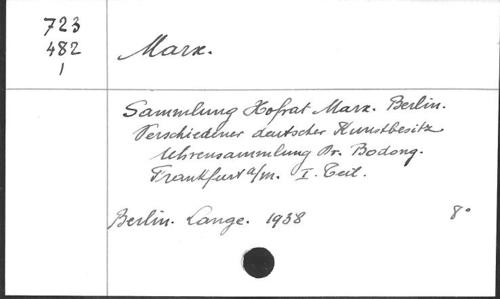 723
482
1
Marx.
Sammlung Hofrat Marx. Berlin.
Verschiedener deutscher Kunstbesitz
Uhrensammlung Dr. Bodong.
Frankfurt a/m. I. Teil.
Berlin. Lange. 1938 8°